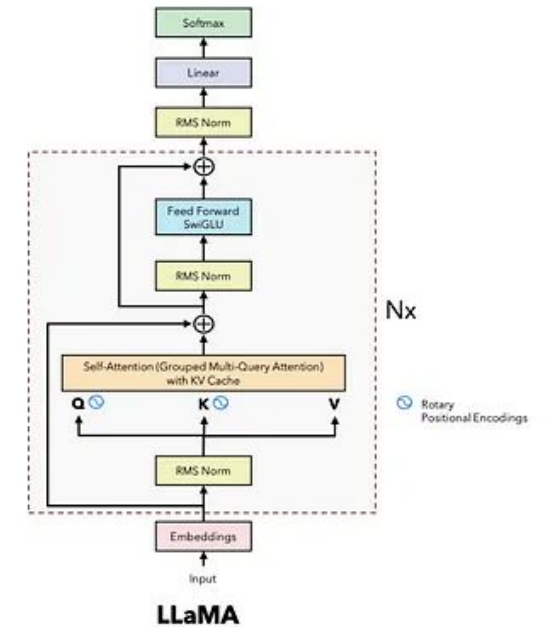 Softmax
Linear
RMS Norm
Feed Forward
SwiGLU
RMS Norm
Nx
Self-Attention (Grouped Multi-Query Attention)
with KV Cache
Q K V
Rotary
Positional Encodings
RMS Norm
Embeddings
Input
LLaMA